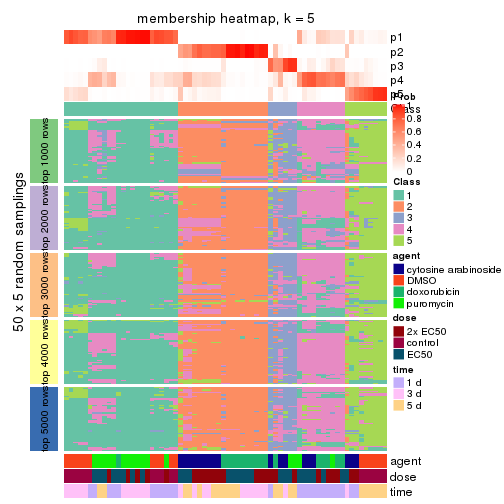 membership heatmap, k = 5
p1
p2
p3
p4
p5
Prob
1
0.8
0.6
0.4
0.2
0
Class
50 x 5 random samplings
top 1000 rows
top 2000 rows
top 3000 rows
top 4000 rows
top 5000 rows
Class
1
2
3
4
5
agent
cytosine arabinoside
DMSO
doxorubicin
puromycin
dose
2x EC50
control
EC50
time
1 d
3 d
5 d
agent
dose
time